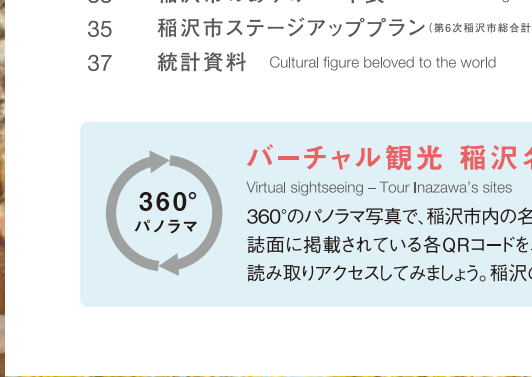 35 稲沢市ステージアッププラン(第6次稲沢市総合計
37 統計資料 Cultural figure beloved to the world
バーチャル観光 稲沢
Virtual sightseeing – Tour Inazawa's sites
360°
パノラマ
360°のパノラマ写真で、稲沢市内の名
誌面に掲載されている各QRコードを
読み取りアクセスしてみましょう。稲沢